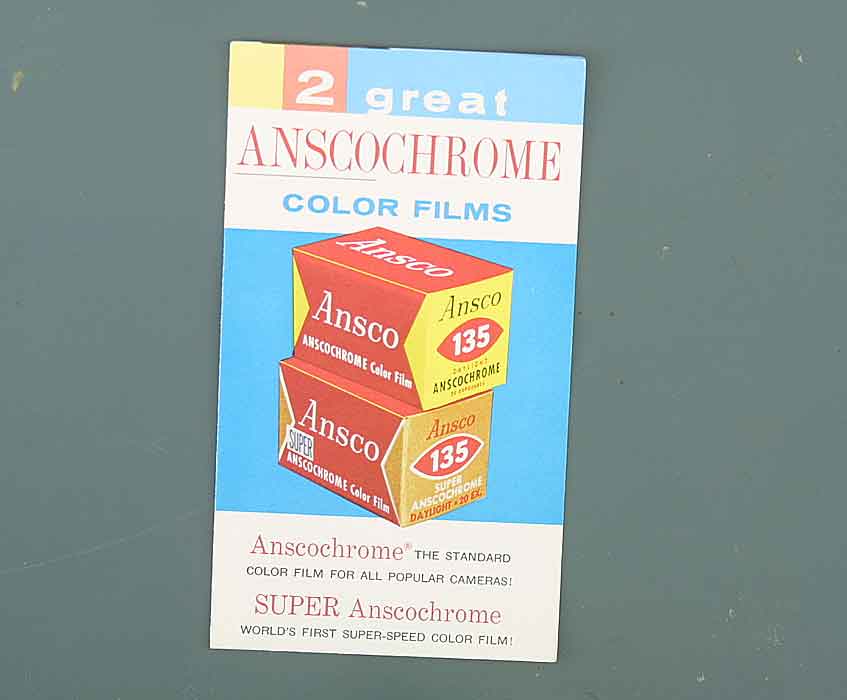 2 great
ANSCOCHROME
COLOR FILMS
Ansco
Ansco
ANSCOCHROME Color Film
Ansco
135
DAYLIGHT
ANSCOCHROME
20 EXPOSURES
Ansco
SUPER
ANSCOCHROME Color Film
Ansco
135
SUPER
ANSCOCHROME
DAYLIGHT • 20 EX.
Anscochrome® THE STANDARD
COLOR FILM FOR ALL POPULAR CAMERAS!
SUPER Anscochrome
WORLD'S FIRST SUPER-SPEED COLOR FILM!